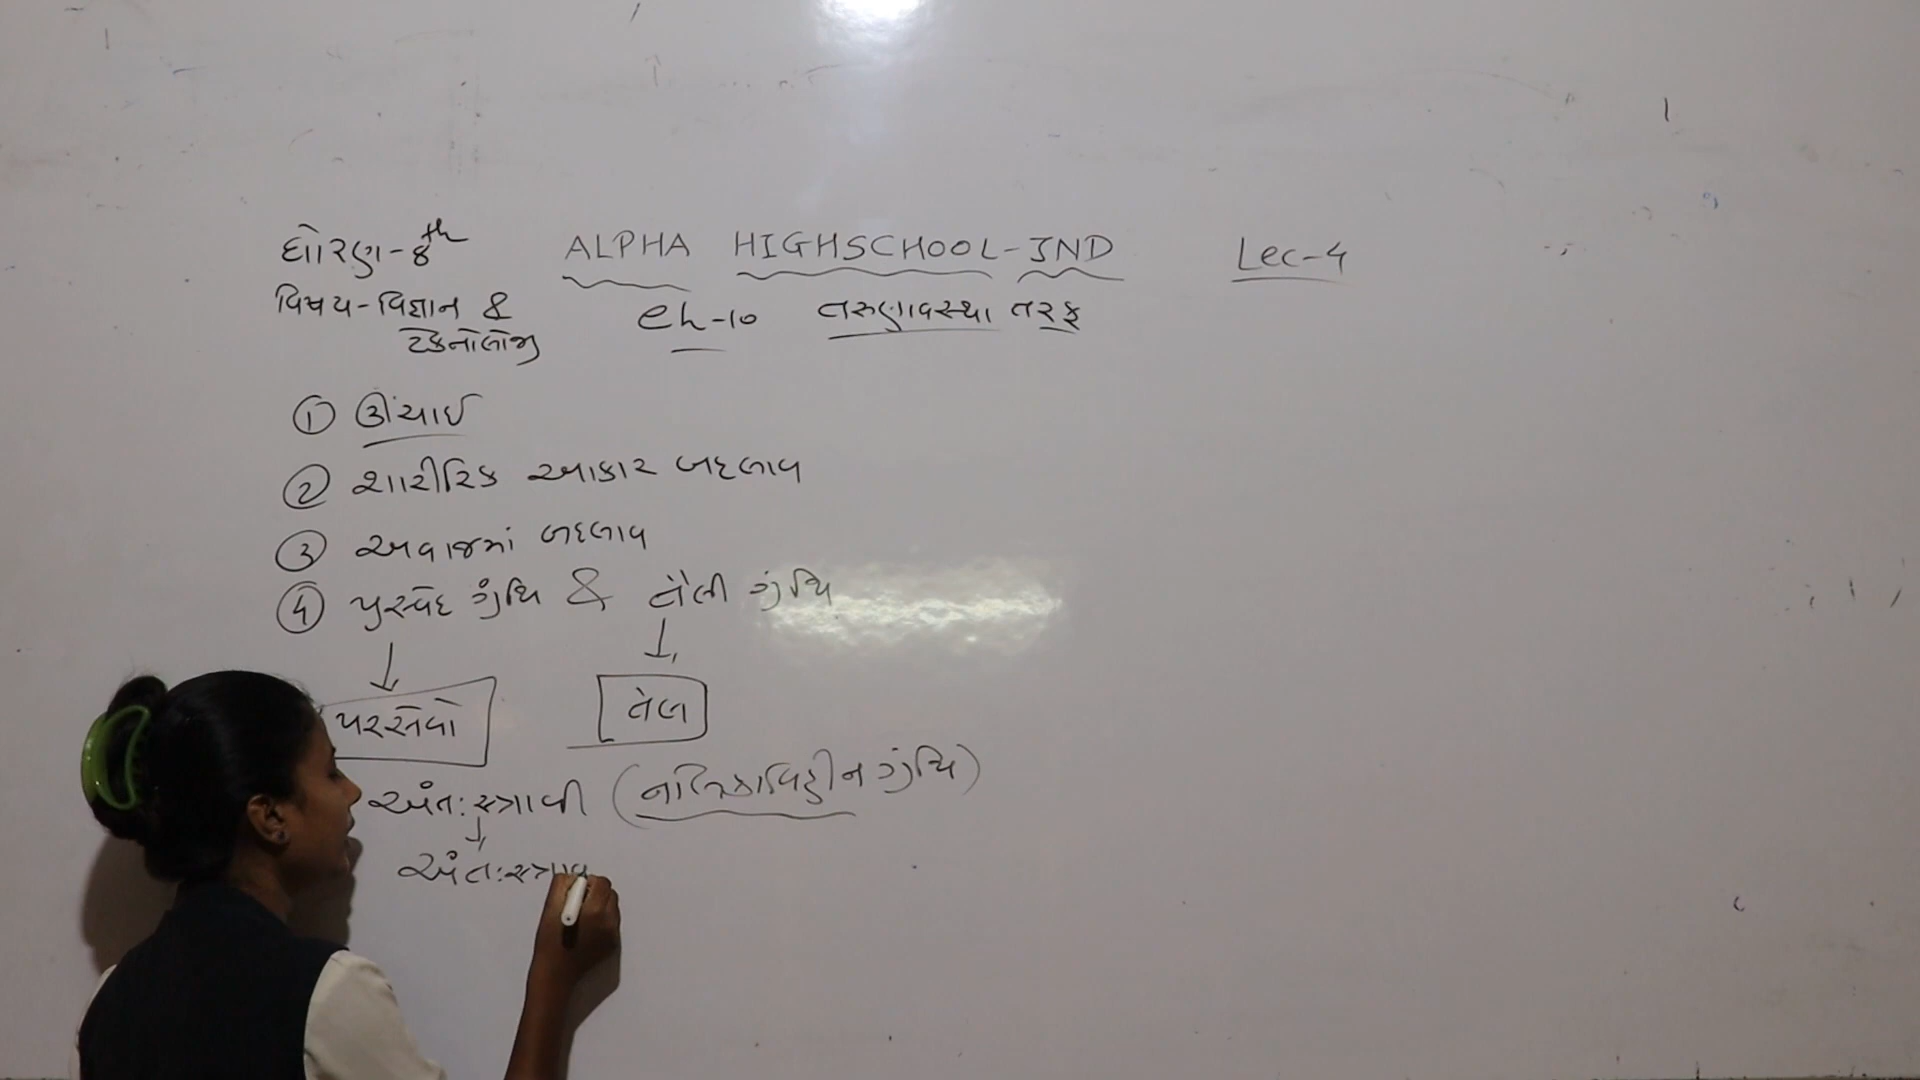 ધોરણ-8th ALPHA HIGHSCHOOL-IND Lec-4
વિષય-વિજ્ઞાન & ch-10 તરુણાવસ્થા તરફ
ટેકનોલોજી
① ઊંચાઈ
② શારીરિક આકાર બદલાવ
③ અવાજમાં બદલાવ
④ પ્રસ્વેદ ગ્રંથિ & તૈલી ગ્રંથિ
પરસેવો તેલ
અંતઃસ્ત્રાવી (નલિકાવિહીન ગ્રંથિ)
અંતઃસ્ત્રાવ